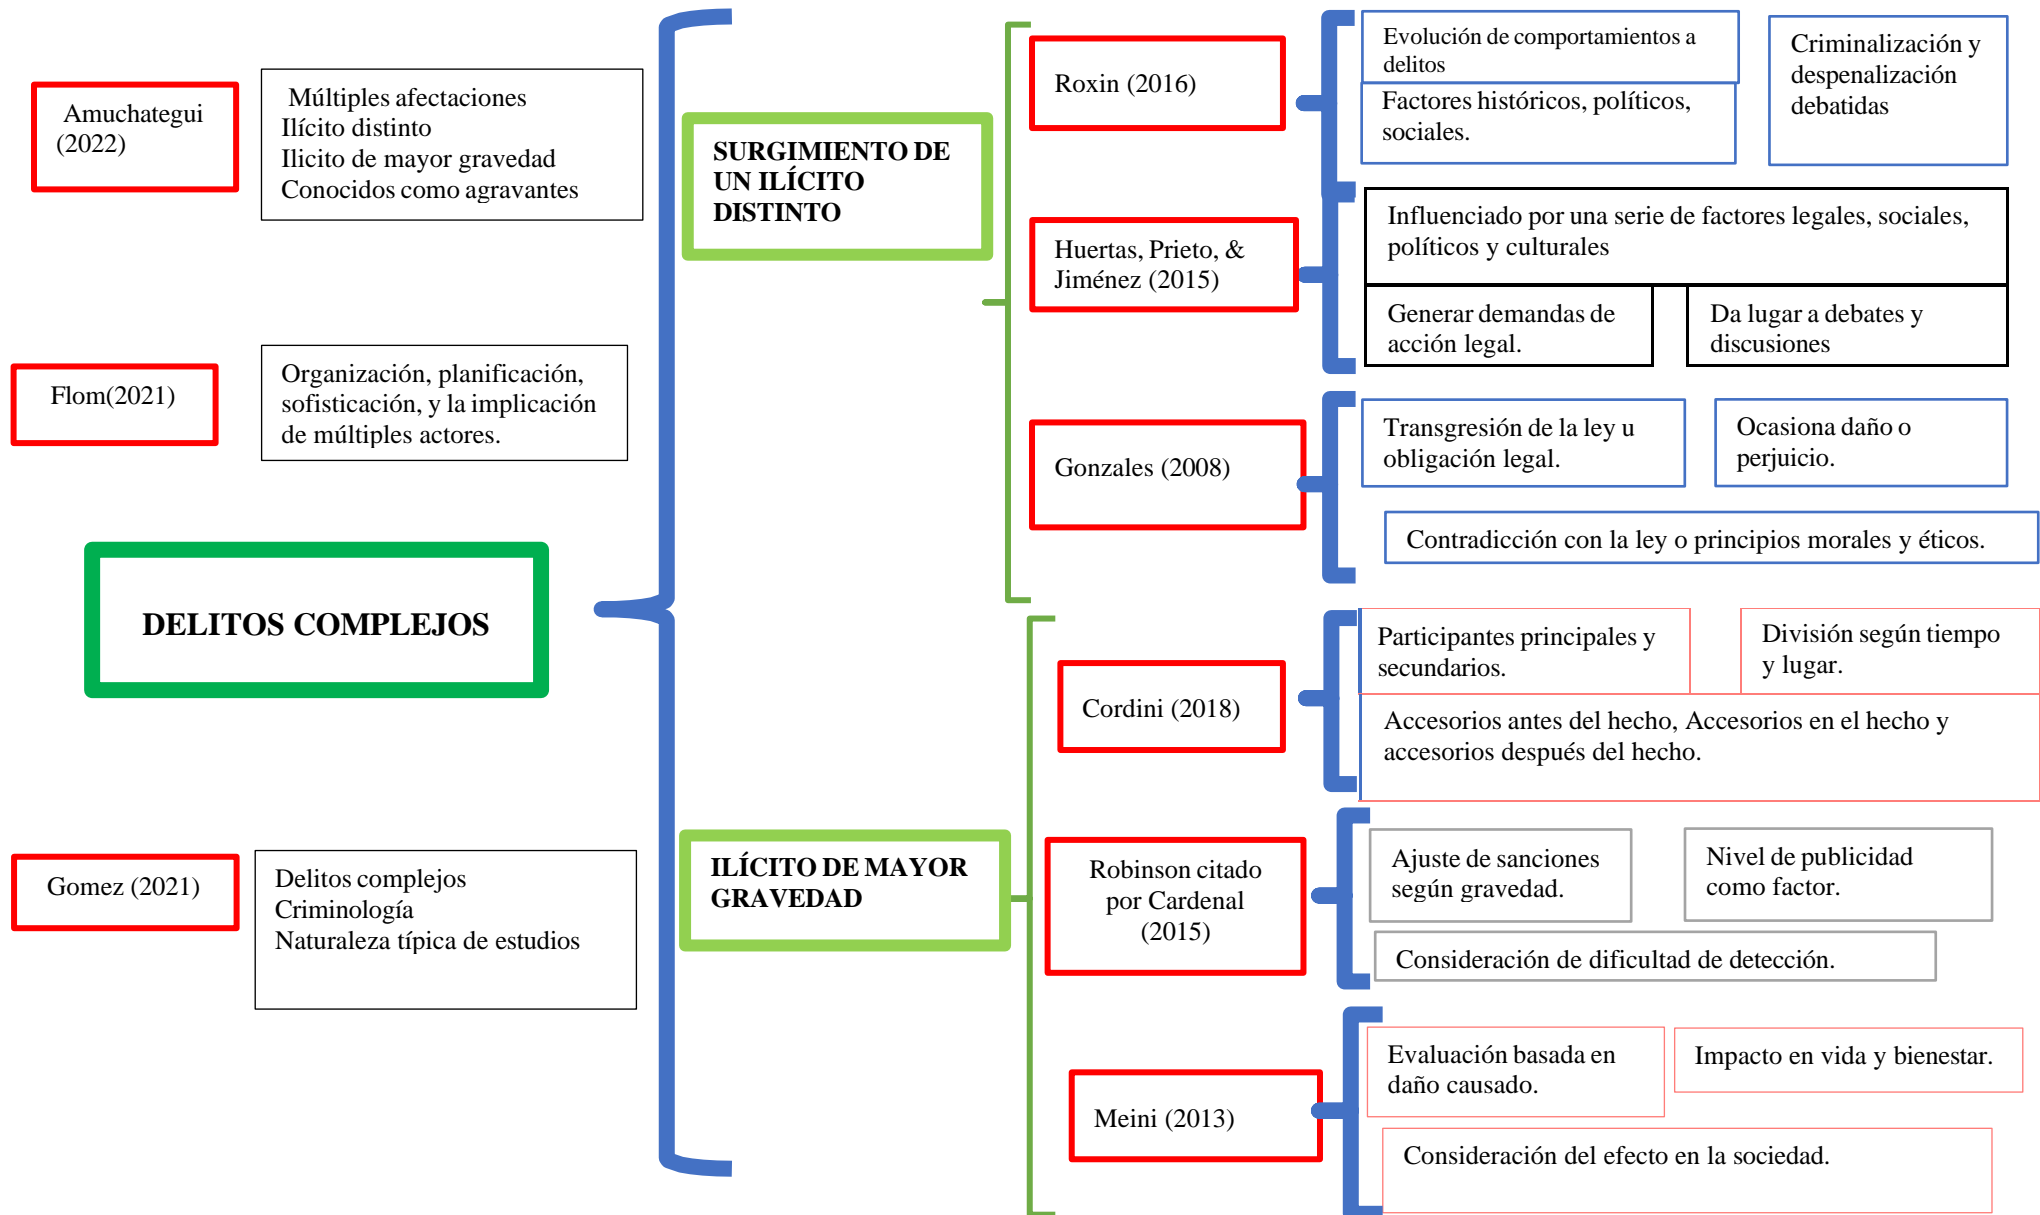 Amuchategui
(2022)
Múltiples afectaciones
Ilícito distinto
Ilicito de mayor gravedad
Conocidos como agravantes
Flom(2021)
Organización, planificación,
sofisticación, y la implicación
de múltiples actores.
DELITOS COMPLEJOS
Gomez (2021)
Delitos complejos
Criminología
Naturaleza típica de estudios
SURGIMIENTO DE
UN ILÍCITO
DISTINTO
Roxin (2016)
Evolución de comportamientos a
delitos
Factores históricos, políticos,
sociales.
Criminalización y
despenalización
debatidas
Huertas, Prieto, &
Jiménez (2015)
Influenciado por una serie de factores legales, sociales,
políticos y culturales
Generar demandas de
acción legal.
Da lugar a debates y
discusiones
Gonzales (2008)
Transgresión de la ley u
obligación legal.
Ocasiona daño o
perjuicio.
Contradicción con la ley o principios morales y éticos.
ILÍCITO DE MAYOR
GRAVEDAD
Cordini (2018)
Participantes principales y
secundarios.
División según tiempo
y lugar.
Accesorios antes del hecho, Accesorios en el hecho y
accesorios después del hecho.
Robinson citado
por Cardenal
(2015)
Ajuste de sanciones
según gravedad.
Nivel de publicidad
como factor.
Consideración de dificultad de detección.
Meini (2013)
Evaluación basada en
daño causado.
Impacto en vida y bienestar.
Consideración del efecto en la sociedad.